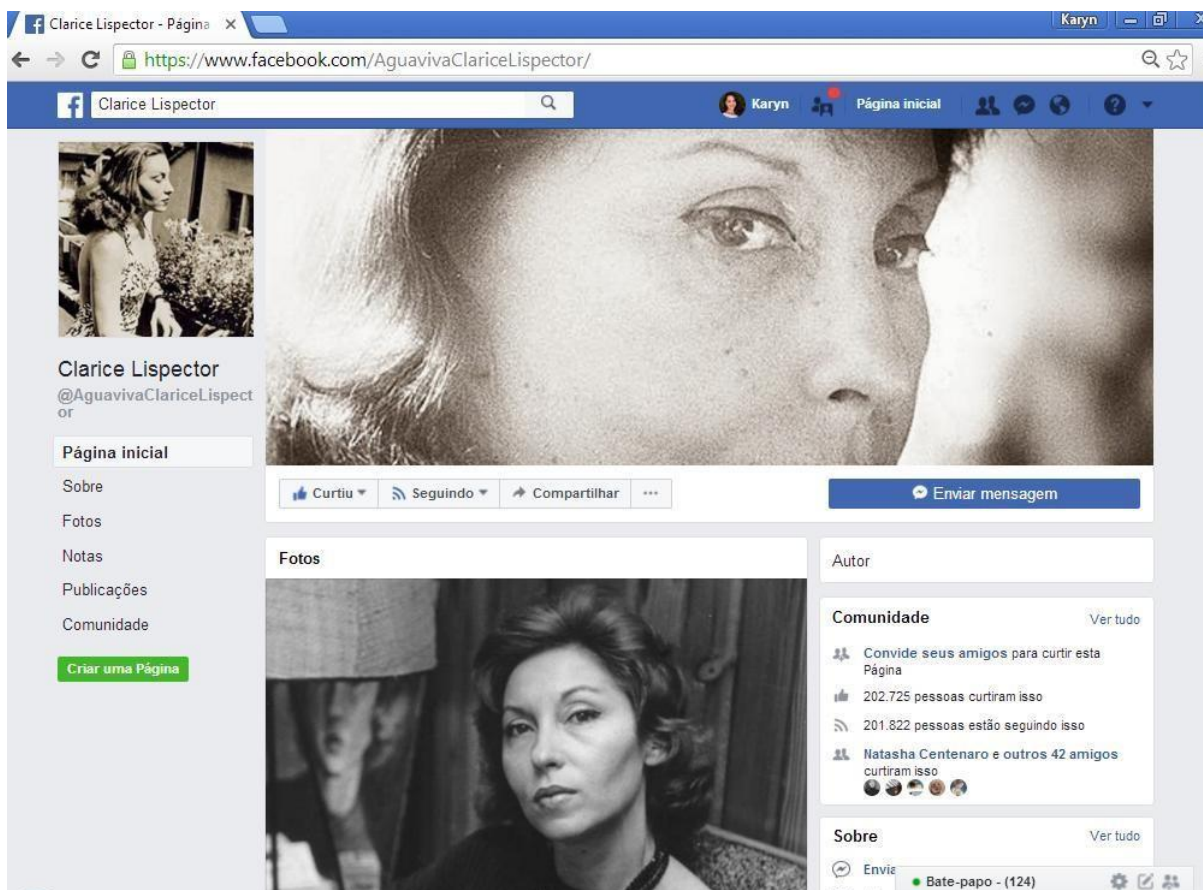 Clarice Lispector - Página
Karyn
https://www.facebook.com/AguavivaClariceLispector/
Clarice Lispector
Karyn
Página inicial
Clarice Lispector
@AguavivaClariceLispect
or
Página inicial
Sobre
Fotos
Notas
Publicações
Comunidade
Criar uma Página
Curtiu
Seguindo
Compartilhar
Enviar mensagem
Fotos
Autor
Comunidade
Ver tudo
Convide seus amigos para curtir esta
Página
202.725 pessoas curtiram isso
201.822 pessoas estão seguindo isso
Natasha Centenaro e outros 42 amigos
curtiram isso
Sobre
Ver tudo
Envia
Bate-papo - (124)